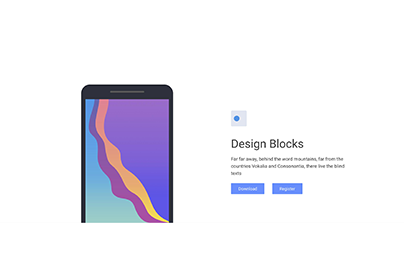 Design Blocks
Far far away, behind the word mountains, far from the
countries Vokalia and Consonantia, there live the blind
texts
Download
Register